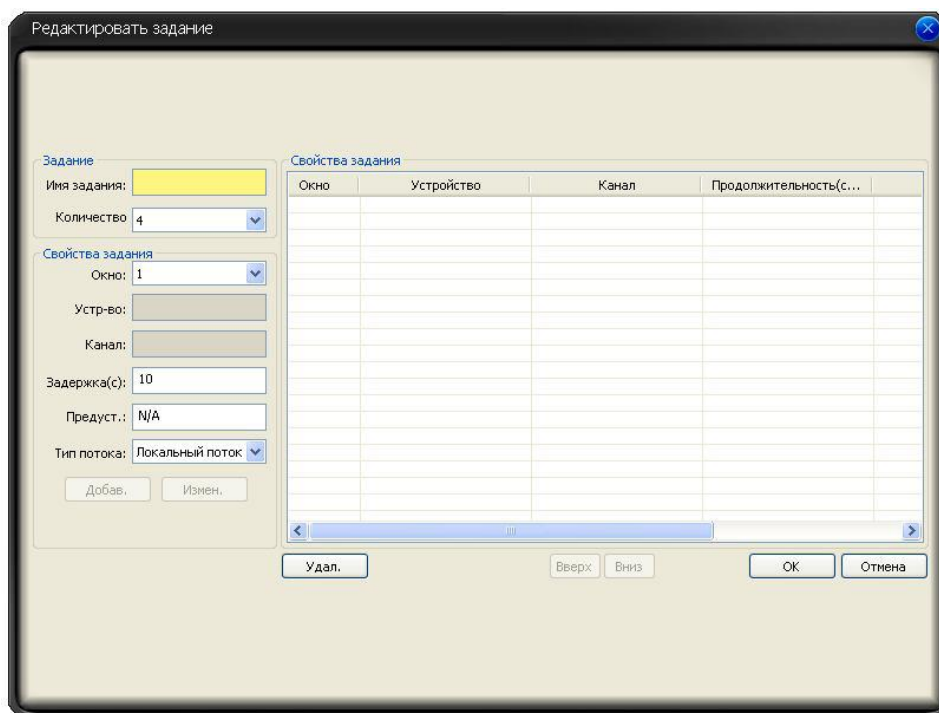 Редактировать задание
Задание
Имя задания:
Количество 4
Свойства задания
Окно: 1
Устр-во:
Канал:
Задержка(с): 10
Предуст.: N/A
Тип потока: Локальный поток
Добав. Измен.
Свойства задания
Окно Устройство Канал Продолжительность(с...
Удал. Вверх Вниз OK Отмена